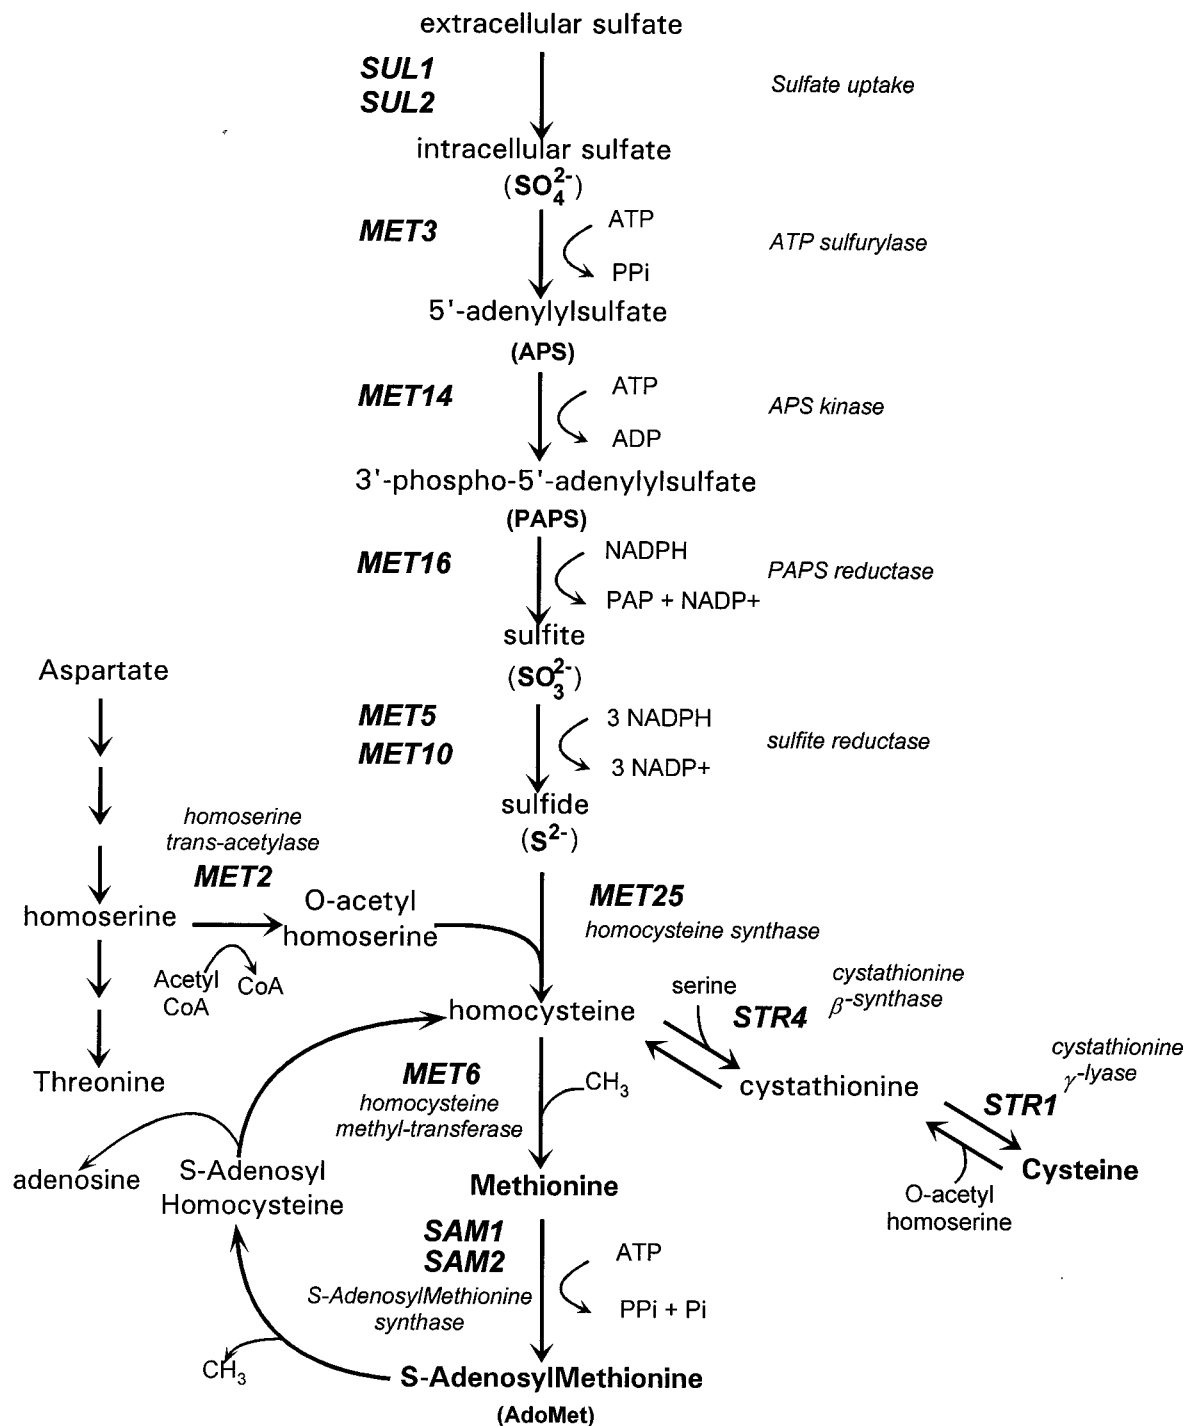 extracellular sulfate
SUL1
SUL2
Sulfate uptake
intracellular sulfate
(SO₄²⁻)
MET3
ATP
PPi
ATP sulfurylase
5'-adenylylsulfate
(APS)
MET14
ATP
ADP
APS kinase
3'-phospho-5'-adenylylsulfate
(PAPS)
MET16
NADPH
PAP + NADP+
PAPS reductase
sulfite
(SO₃²⁻)
MET5
MET10
3 NADPH
3 NADP+
sulfite reductase
sulfide
(S²⁻)
Aspartate
homoserine
trans-acetylase
MET2
homoserine
O-acetyl
homoserine
Acetyl
CoA
CoA
Threonine
MET25
homocysteine synthase
homocysteine
serine
STR4
cystathionine
β-synthase
cystathionine
STR1
cystathionine
γ-lyase
Cysteine
O-acetyl
homoserine
MET6
homocysteine
methyl-transferase
CH₃
adenosine
S-Adenosyl
Homocysteine
Methionine
SAM1
SAM2
S-AdenosylMethionine
synthase
ATP
PPi + Pi
CH₃
S-AdenosylMethionine
(AdoMet)